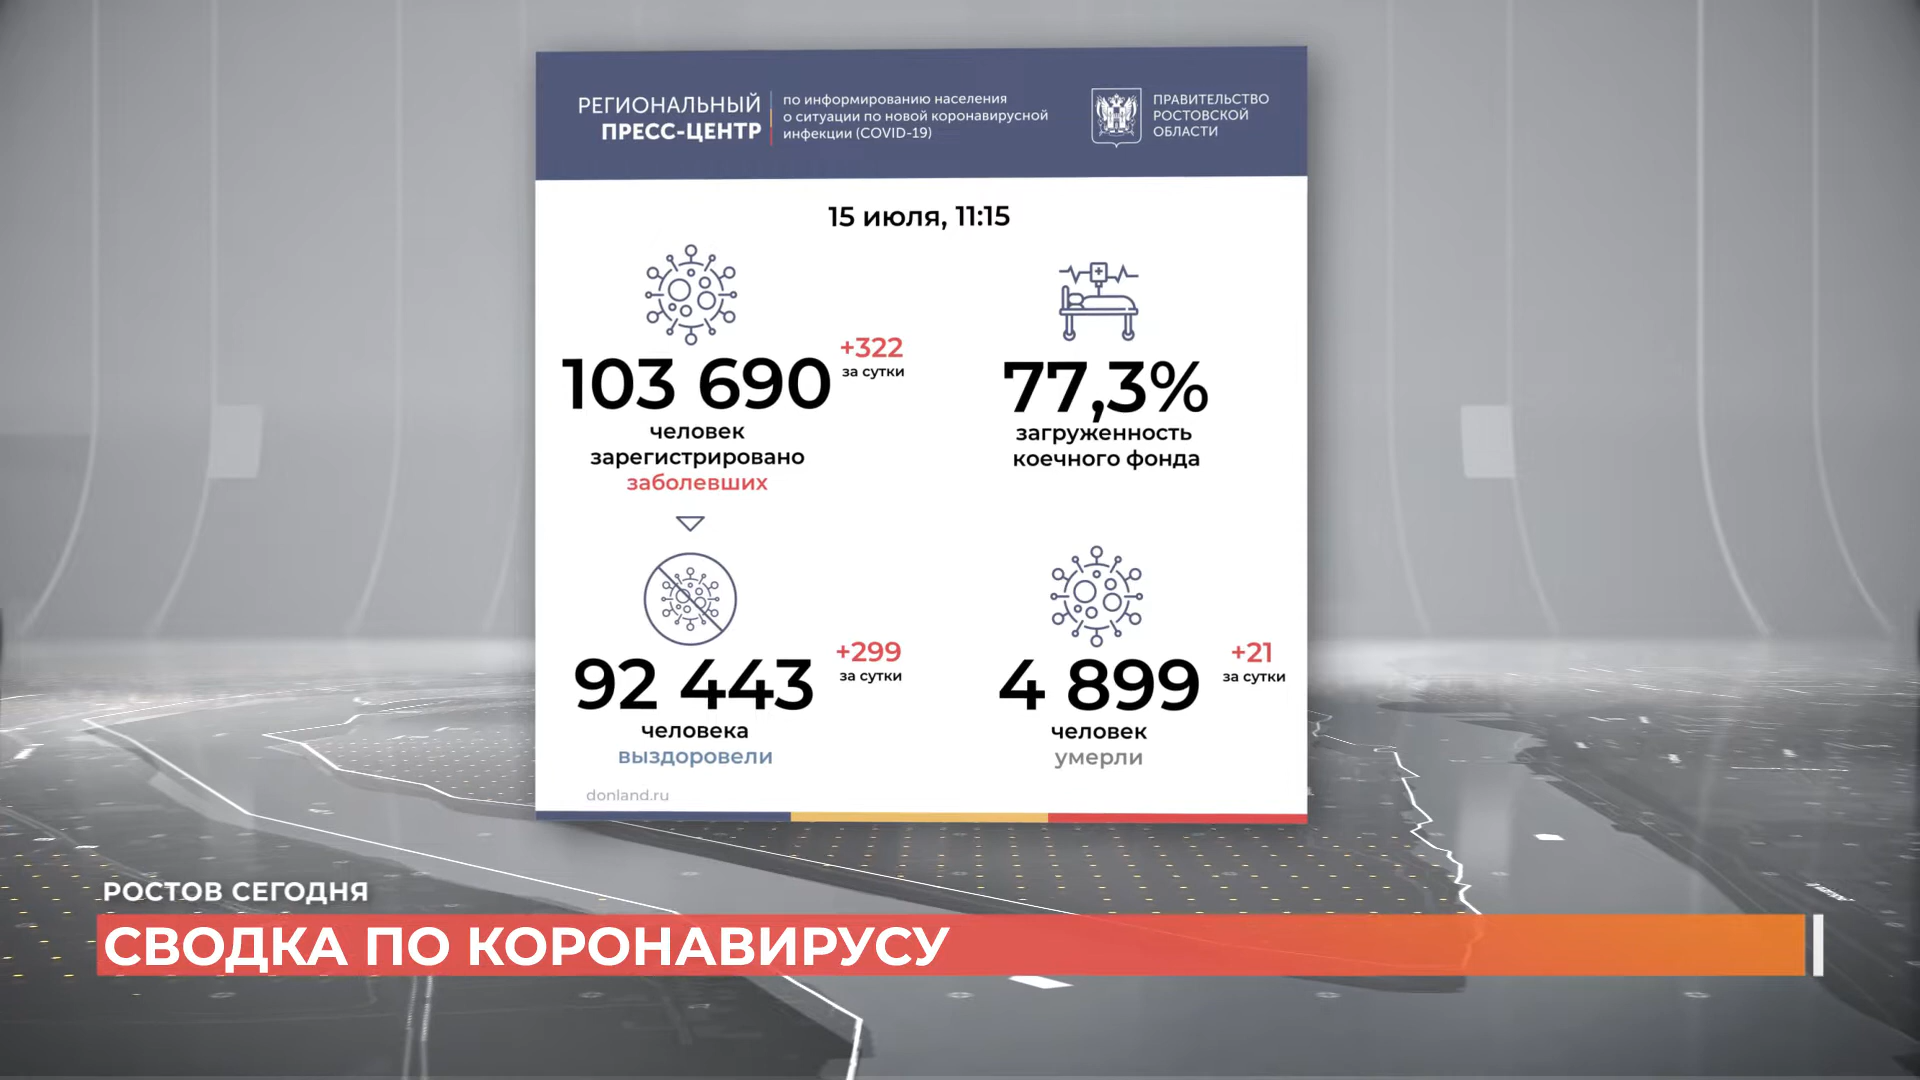 РЕГИОНАЛЬНЫЙ
ПРЕСС-ЦЕНТР
по информированию населения
о ситуации по новой коронавирусной
инфекции (COVID-19)
ПРАВИТЕЛЬСТВО
РОСТОВСКОЙ
ОБЛАСТИ
15 июля, 11:15
103 690
+322
за сутки
человек
зарегистрировано
заболевших
77,3%
загруженность
коечного фонда
92 443
+299
за сутки
человека
выздоровели
4 899
+21
за сутки
человек
умерли
donland.ru
РОСТОВ СЕГОДНЯ
СВОДКА ПО КОРОНАВИРУСУ